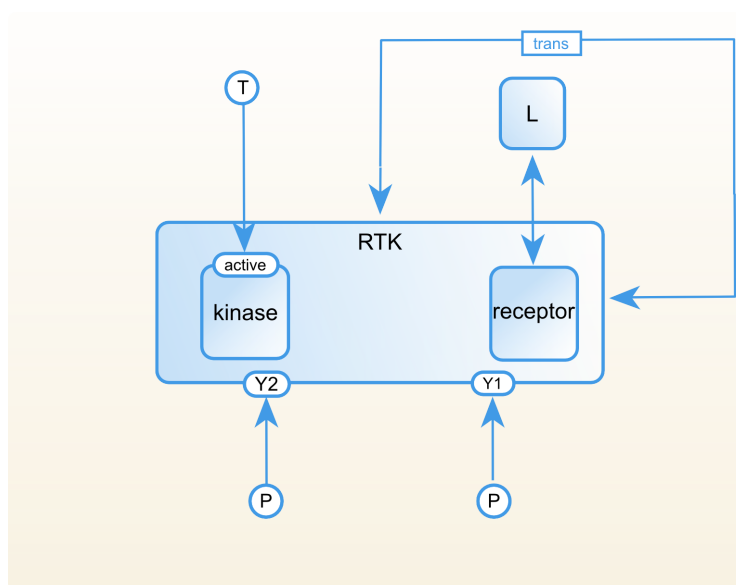 trans
T
L
RTK
active
kinase
receptor
Y2
Y1
P
P